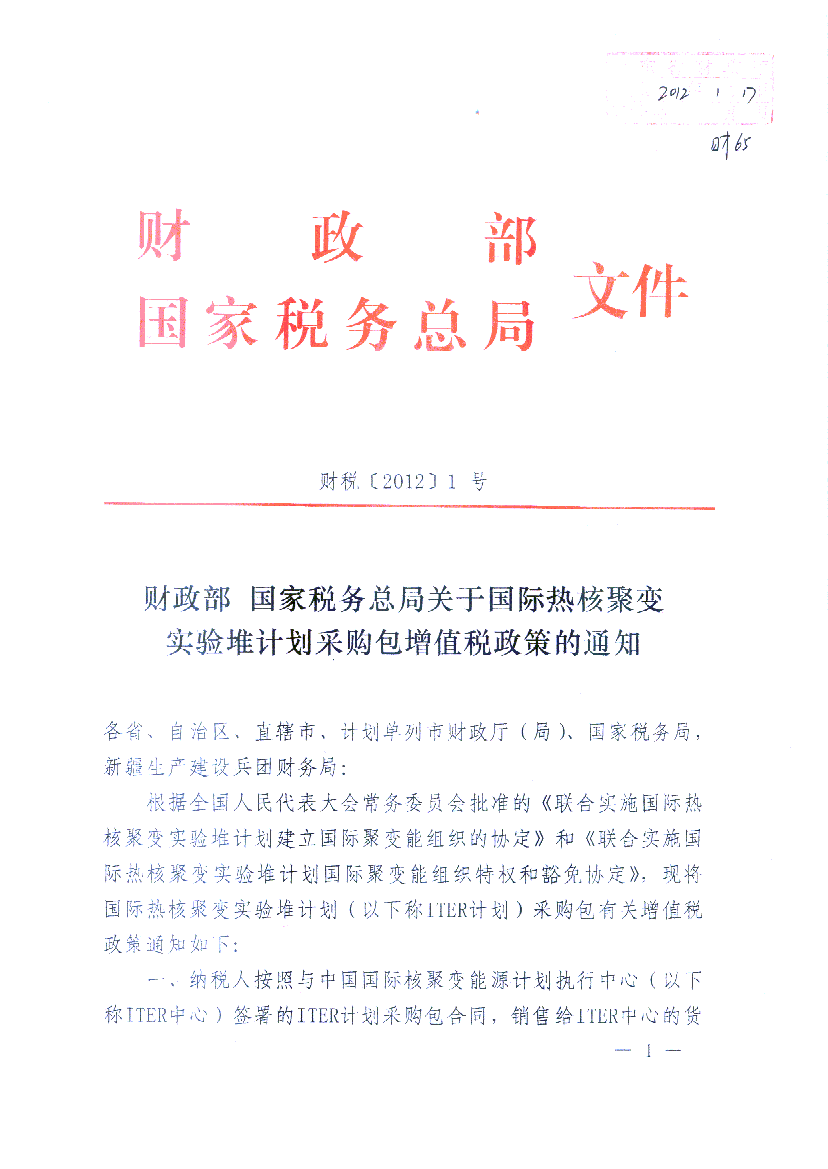 2012 1 17
财65
财政部
国家税务总局
文件
财税〔2012〕1 号
财政部 国家税务总局关于国际热核聚变
实验堆计划采购包增值税政策的通知
各省、自治区、直辖市、计划单列市财政厅（局）、国家税务局，
新疆生产建设兵团财务局：
根据全国人民代表大会常务委员会批准的《联合实施国际热
核聚变实验堆计划建立国际聚变能组织的协定》和《联合实施国
际热核聚变实验堆计划国际聚变能组织特权和豁免协定》，现将
国际热核聚变实验堆计划（以下称ITER计划）采购包有关增值税
政策通知如下：
一、纳税人按照与中国国际核聚变能源计划执行中心（以下
称ITER中心）签署的ITER计划采购包合同，销售给ITER中心的货
— 1 —